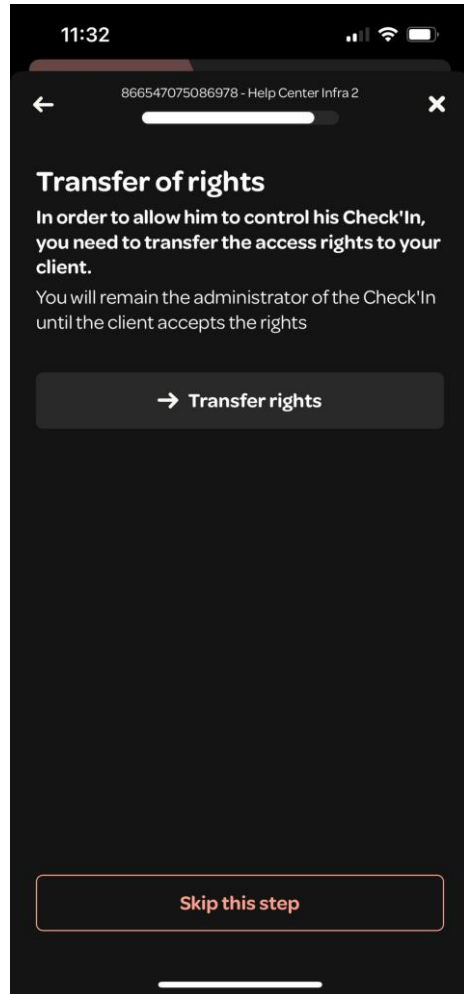 11:32
866547075086978 - Help Center Infra 2
Transfer of rights
In order to allow him to control his Check'In,
you need to transfer the access rights to your
client.
You will remain the administrator of the Check'In
until the client accepts the rights
→ Transfer rights
Skip this step